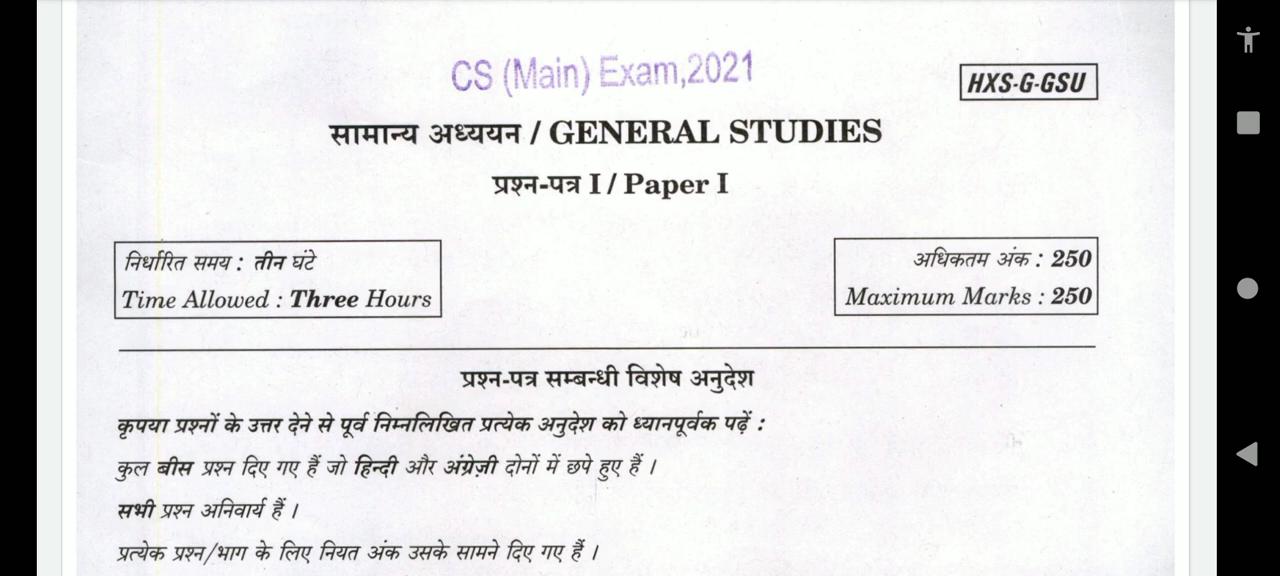 CS (Main) Exam,2021
HXS-G-GSU
सामान्य अध्ययन / GENERAL STUDIES
प्रश्न-पत्र I / Paper I
निर्धारित समय : तीन घंटे
Time Allowed : Three Hours
अधिकतम अंक : 250
Maximum Marks : 250
प्रश्न-पत्र सम्बन्धी विशेष अनुदेश
कृपया प्रश्नों के उत्तर देने से पूर्व निम्नलिखित प्रत्येक अनुदेश को ध्यानपूर्वक पढ़ें :
कुल बीस प्रश्न दिए गए हैं जो हिन्दी और अंग्रेज़ी दोनों में छपे हुए हैं ।
सभी प्रश्न अनिवार्य हैं ।
प्रत्येक प्रश्न/भाग के लिए नियत अंक उसके सामने दिए गए हैं ।